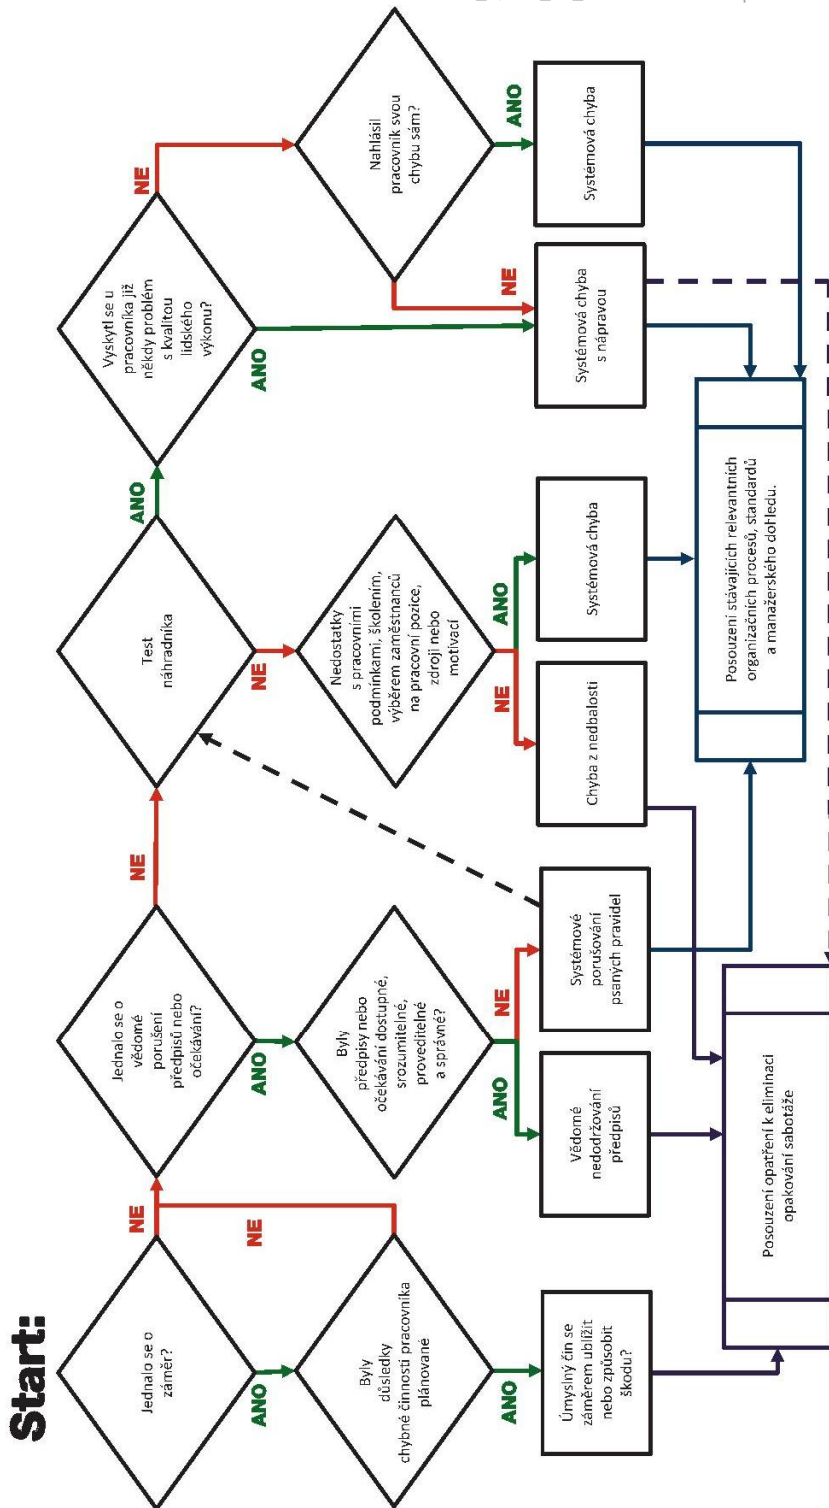 Start:
Jednalo se o
záměr?
NE
ANO
Byly
důsledky
chybné činnosti pracovníka
plánované
NE
ANO
Úmyslný čin se
záměrem ublížit
nebo způsobit
škodu?
Jednalo se o
vědomé
porušení
předpisů nebo
očekávání?
NE
ANO
Byly
předpisy nebo
očekávání dostupné,
srozumitelné,
proveditelné
a správné?
ANO
NE
Vědomé
nedodržování
předpisů
Systémové
porušování
psaných pravidel
Test
náhradníka
ANO
NE
Nedostatky
s pracovními
podmínkami, školením,
výběrem zaměstnanců
na pracovní pozice,
zdroji nebo
motivací
NE
ANO
Chyba z nedbalosti
Systémová chyba
Vyskytl se u
pracovníka již
někdy problém
s kvalitou
lidského
výkonu?
NE
ANO
Nahlásil
pracovník svou
chybu sám?
NE
ANO
Systémová chyba
s nápravou
Systémová chyba
Posouzení opatření k eliminaci
opakování sabotáže
Posouzení stávajících relevantních
organizačních procesů, standardů
a manažerského dohledu.